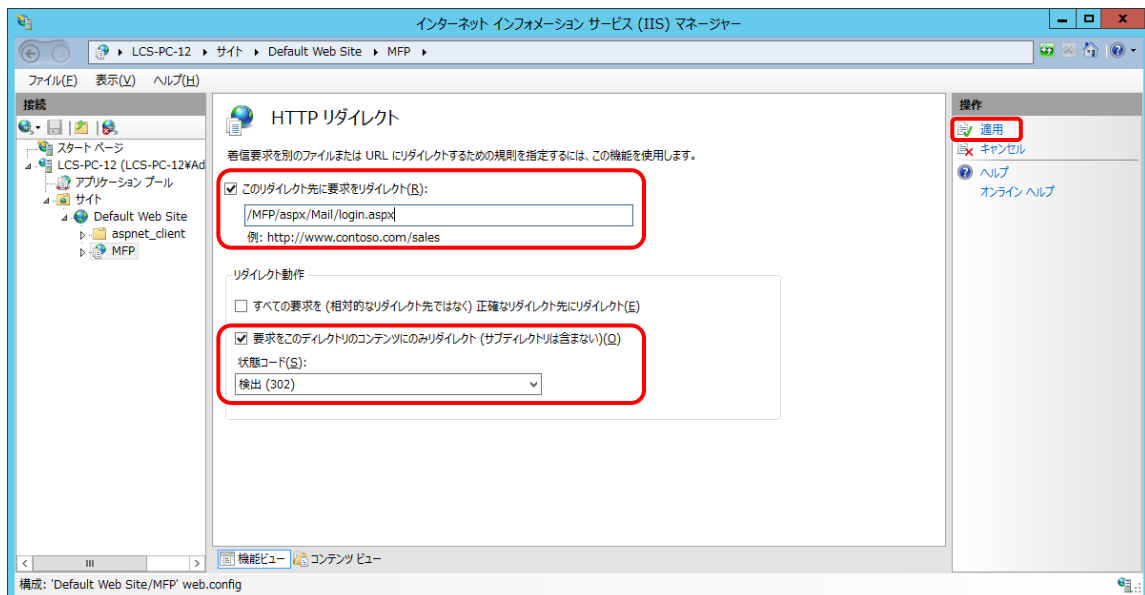 インターネット インフォメーション サービス (IIS) マネージャー
LCS-PC-12 サイト Default Web Site MFP
ファイル(F) 表示(V) ヘルプ(H)
接続
スタート ページ
LCS-PC-12 (LCS-PC-12¥Ad
アプリケーション プール
サイト
Default Web Site
aspnet_client
MFP
HTTP リダイレクト
着信要求を別のファイルまたは URL にリダイレクトするための規則を指定するには、この機能を使用します。
このリダイレクト先に要求をリダイレクト(R):
/MFP/aspx/Mail/login.aspx
例: http://www.contoso.com/sales
リダイレクト動作
すべての要求を (相対的なリダイレクト先ではなく) 正確なリダイレクト先にリダイレクト(E)
要求をこのディレクトリのコンテンツにのみリダイレクト (サブディレクトリは含まない)(O)
状態コード(S):
検出 (302)
機能ビュー コンテンツ ビュー
操作
適用
キャンセル
ヘルプ
オンライン ヘルプ
構成: 'Default Web Site/MFP' web.config